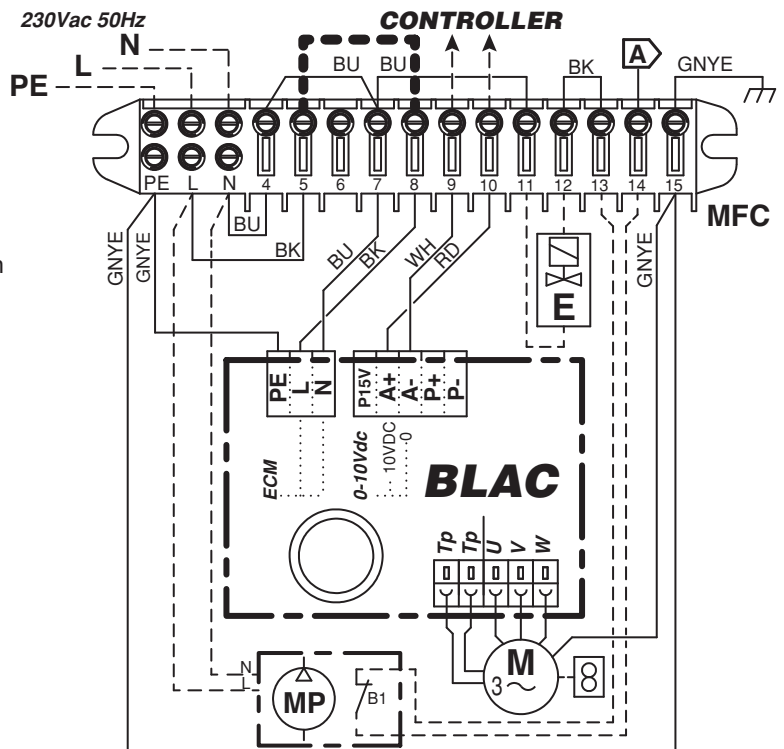 230Vac 50Hz
CONTROLLER
N
L
PE
BU BU BK A GNYE
PE L N 4 5 6 7 8 9 10 11 12 13 14 15
MFC
BU
BK
GNYE GNYE BU BK WH RD GNYE
n
E
PE L N P15V A+ A- P+ P-
ECM 0-10Vdc 10VDC 0
BLAC
Tp Tp U V W
N
L
MP
B1
M
3